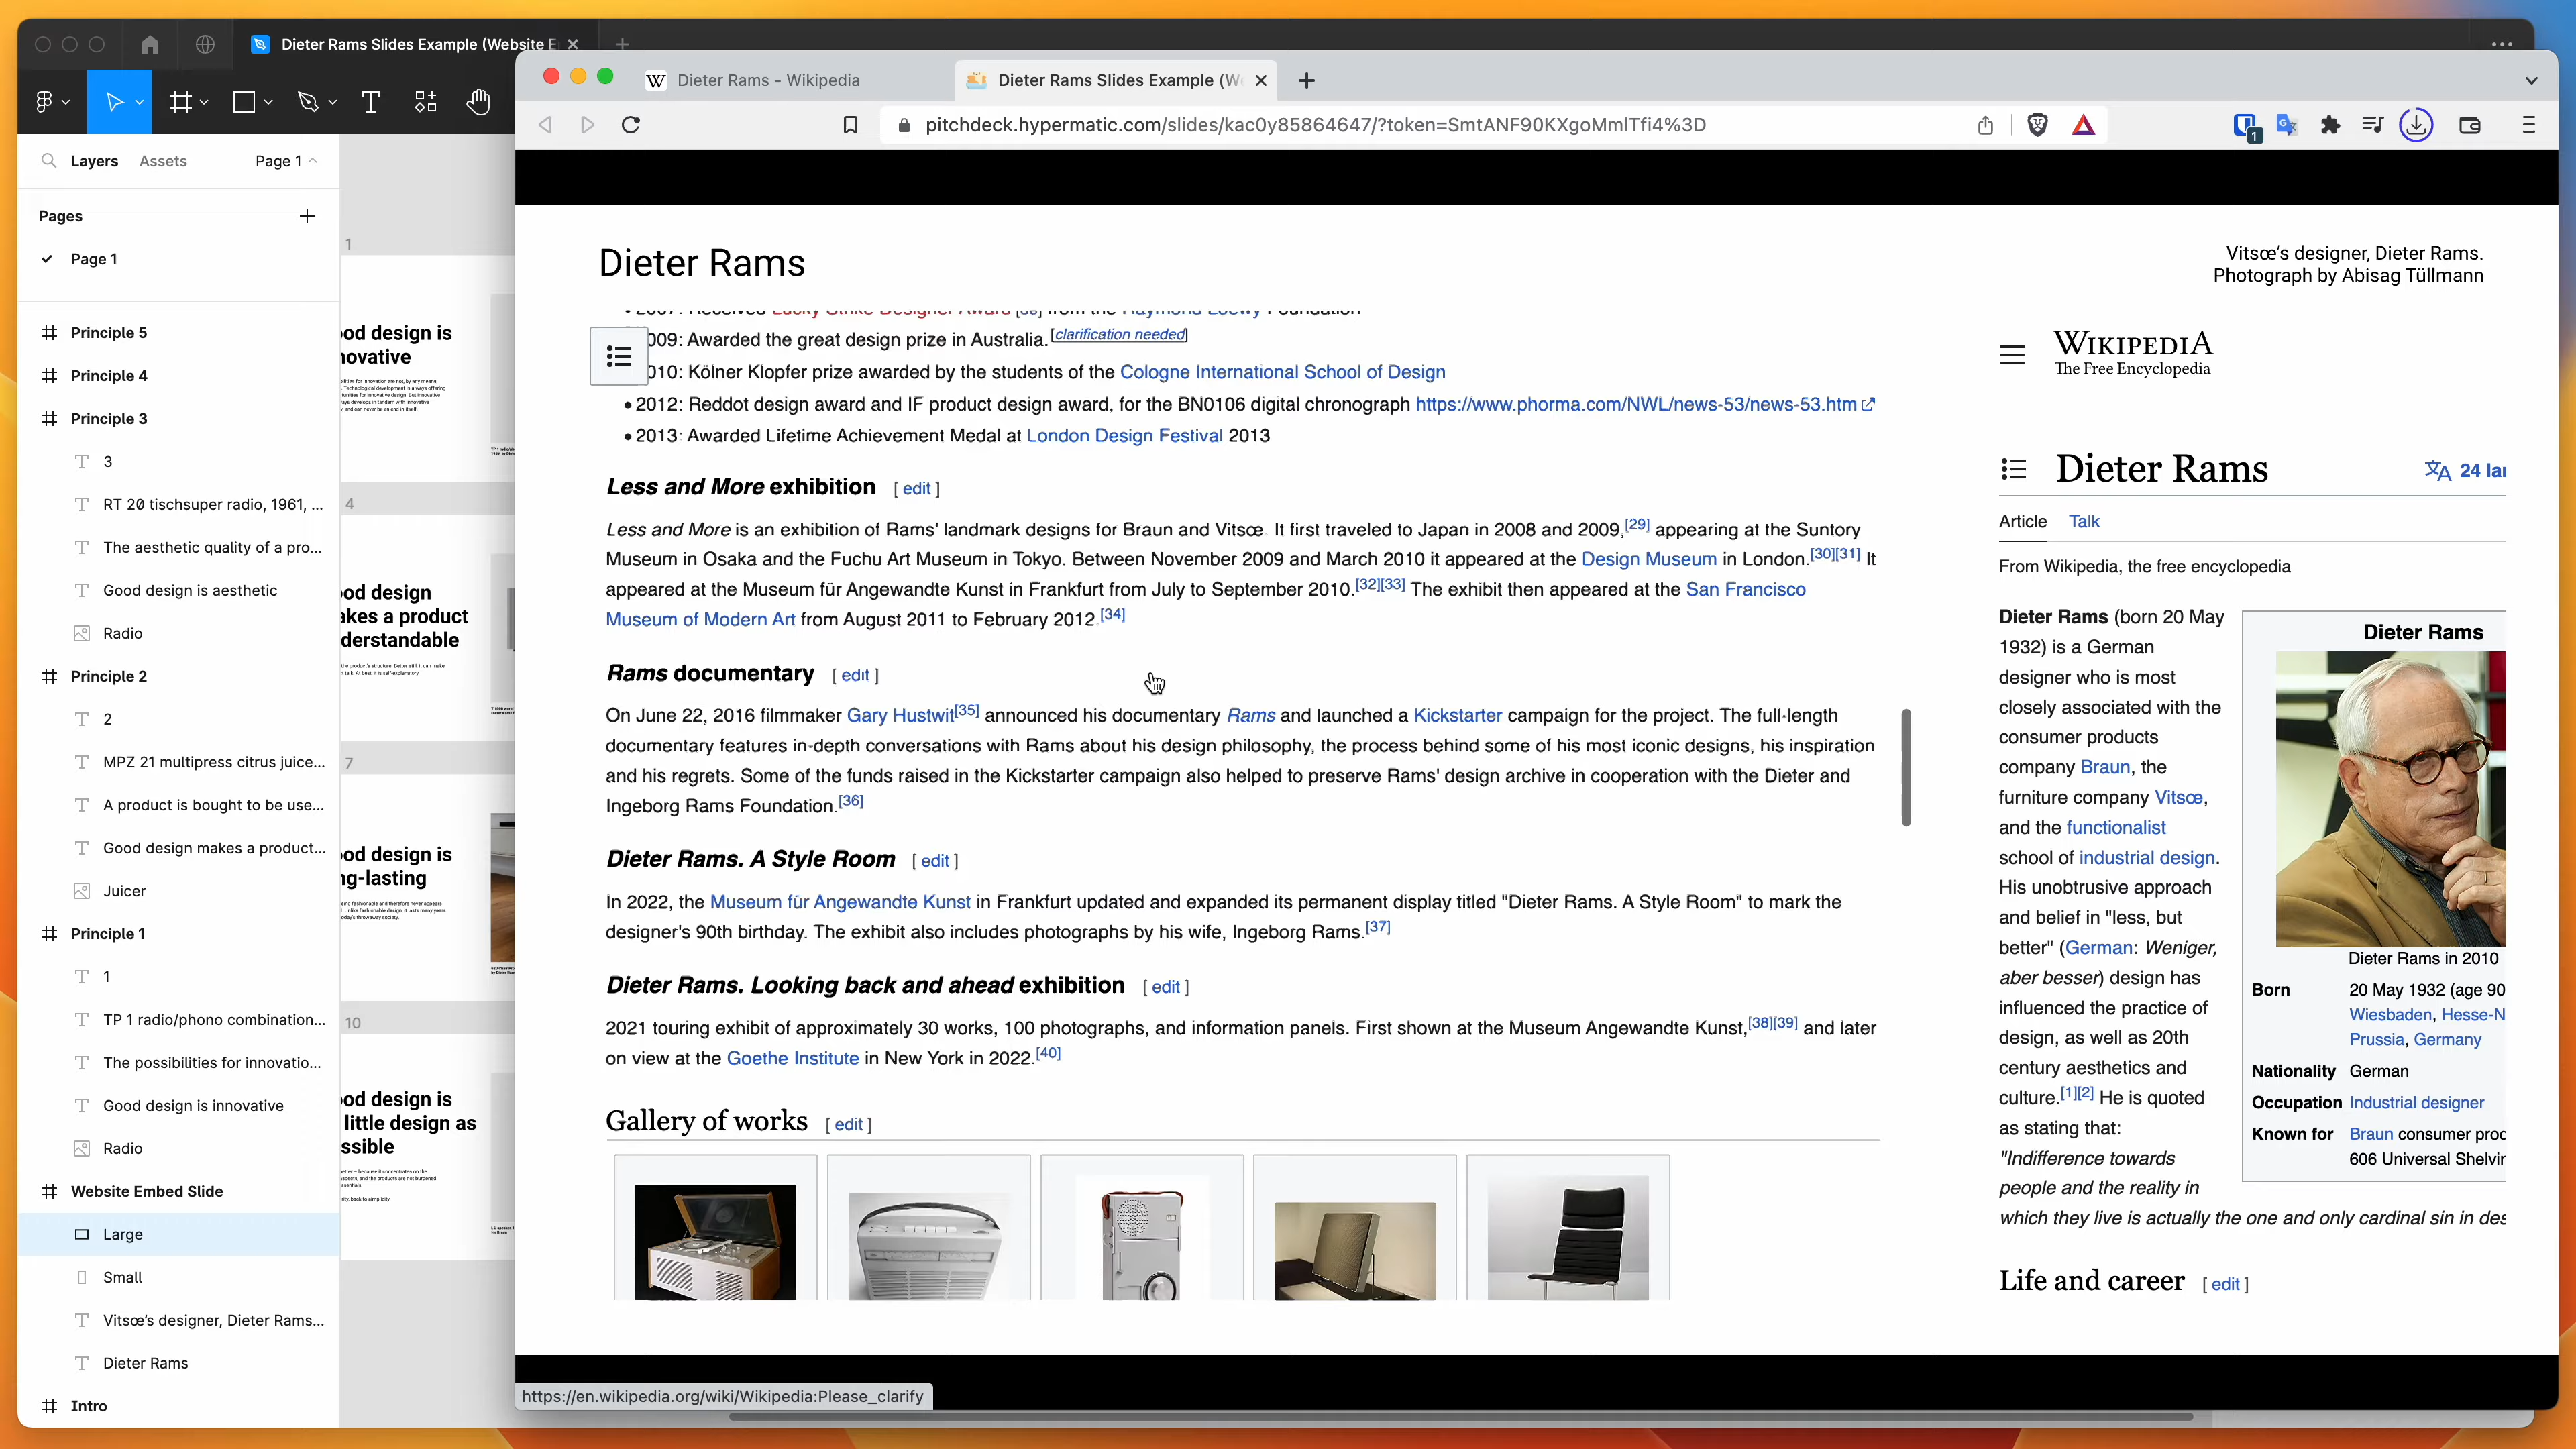 Dieter Rams Slides Example (Website E
Layers
Assets
Page 1
Pages
Page 1
Principle 5
Principle 4
Principle 3
3
RT 20 tischsuper radio, 1961, ...
The aesthetic quality of a pro...
Good design is aesthetic
Radio
Principle 2
2
MPZ 21 multipress citrus juice...
A product is bought to be use...
Good design makes a product...
Juicer
Principle 1
1
TP 1 radio/phono combination...
The possibilities for innovatio...
Good design is innovative
Radio
Website Embed Slide
Large
Small
Vitsœ’s designer, Dieter Rams...
Dieter Rams
Intro
1
ood design is
novative
4
ood design
akes a product
derstandable
7
ood design is
ng-lasting
10
ood design is
little design as
ssible
Dieter Rams - Wikipedia
Dieter Rams Slides Example (W
pitchdeck.hypermatic.com/slides/kac0y85864647/?token=SmtANF90KXgoMmlTfi4%3D
1
Dieter Rams
Vitsœ’s designer, Dieter Rams.
Photograph by Abisag Tüllmann
2007: Received Lucky Strike Designer Award [28] from the Raymond Loewy Foundation
009: Awarded the great design prize in Australia.[clarification needed]
010: Kölner Klopfer prize awarded by the students of the Cologne International School of Design
• 2012: Reddot design award and IF product design award, for the BN0106 digital chronograph https://www.phorma.com/NWL/news-53/news-53.htm
• 2013: Awarded Lifetime Achievement Medal at London Design Festival 2013
Less and More exhibition [ edit ]
Less and More is an exhibition of Rams' landmark designs for Braun and Vitsœ. It first traveled to Japan in 2008 and 2009,[29] appearing at the Suntory
Museum in Osaka and the Fuchu Art Museum in Tokyo. Between November 2009 and March 2010 it appeared at the Design Museum in London.[30][31] It
appeared at the Museum für Angewandte Kunst in Frankfurt from July to September 2010.[32][33] The exhibit then appeared at the San Francisco
Museum of Modern Art from August 2011 to February 2012.[34]
Rams documentary [ edit ]
On June 22, 2016 filmmaker Gary Hustwit[35] announced his documentary Rams and launched a Kickstarter campaign for the project. The full-length
documentary features in-depth conversations with Rams about his design philosophy, the process behind some of his most iconic designs, his inspiration
and his regrets. Some of the funds raised in the Kickstarter campaign also helped to preserve Rams' design archive in cooperation with the Dieter and
Ingeborg Rams Foundation.[36]
Dieter Rams. A Style Room [ edit ]
In 2022, the Museum für Angewandte Kunst in Frankfurt updated and expanded its permanent display titled "Dieter Rams. A Style Room" to mark the
designer's 90th birthday. The exhibit also includes photographs by his wife, Ingeborg Rams.[37]
Dieter Rams. Looking back and ahead exhibition [ edit ]
2021 touring exhibit of approximately 30 works, 100 photographs, and information panels. First shown at the Museum Angewandte Kunst,[38][39] and later
on view at the Goethe Institute in New York in 2022.[40]
Gallery of works [ edit ]
WIKIPEDIA
The Free Encyclopedia
Dieter Rams
24 lan
Article
Talk
From Wikipedia, the free encyclopedia
Dieter Rams (born 20 May
1932) is a German
designer who is most
closely associated with the
consumer products
company Braun, the
furniture company Vitsœ,
and the functionalist
school of industrial design.
His unobtrusive approach
and belief in "less, but
better" (German: Weniger,
aber besser) design has
influenced the practice of
design, as well as 20th
century aesthetics and
culture.[1][2] He is quoted
as stating that:
"Indifference towards
people and the reality in
which they live is actually the one and only cardinal sin in des
Dieter Rams
Dieter Rams in 2010
Born 20 May 1932 (age 90
Wiesbaden, Hesse-N
Prussia, Germany
Nationality German
Occupation Industrial designer
Known for Braun consumer proc
606 Universal Shelvin
Life and career [ edit ]
https://en.wikipedia.org/wiki/Wikipedia:Please_clarify